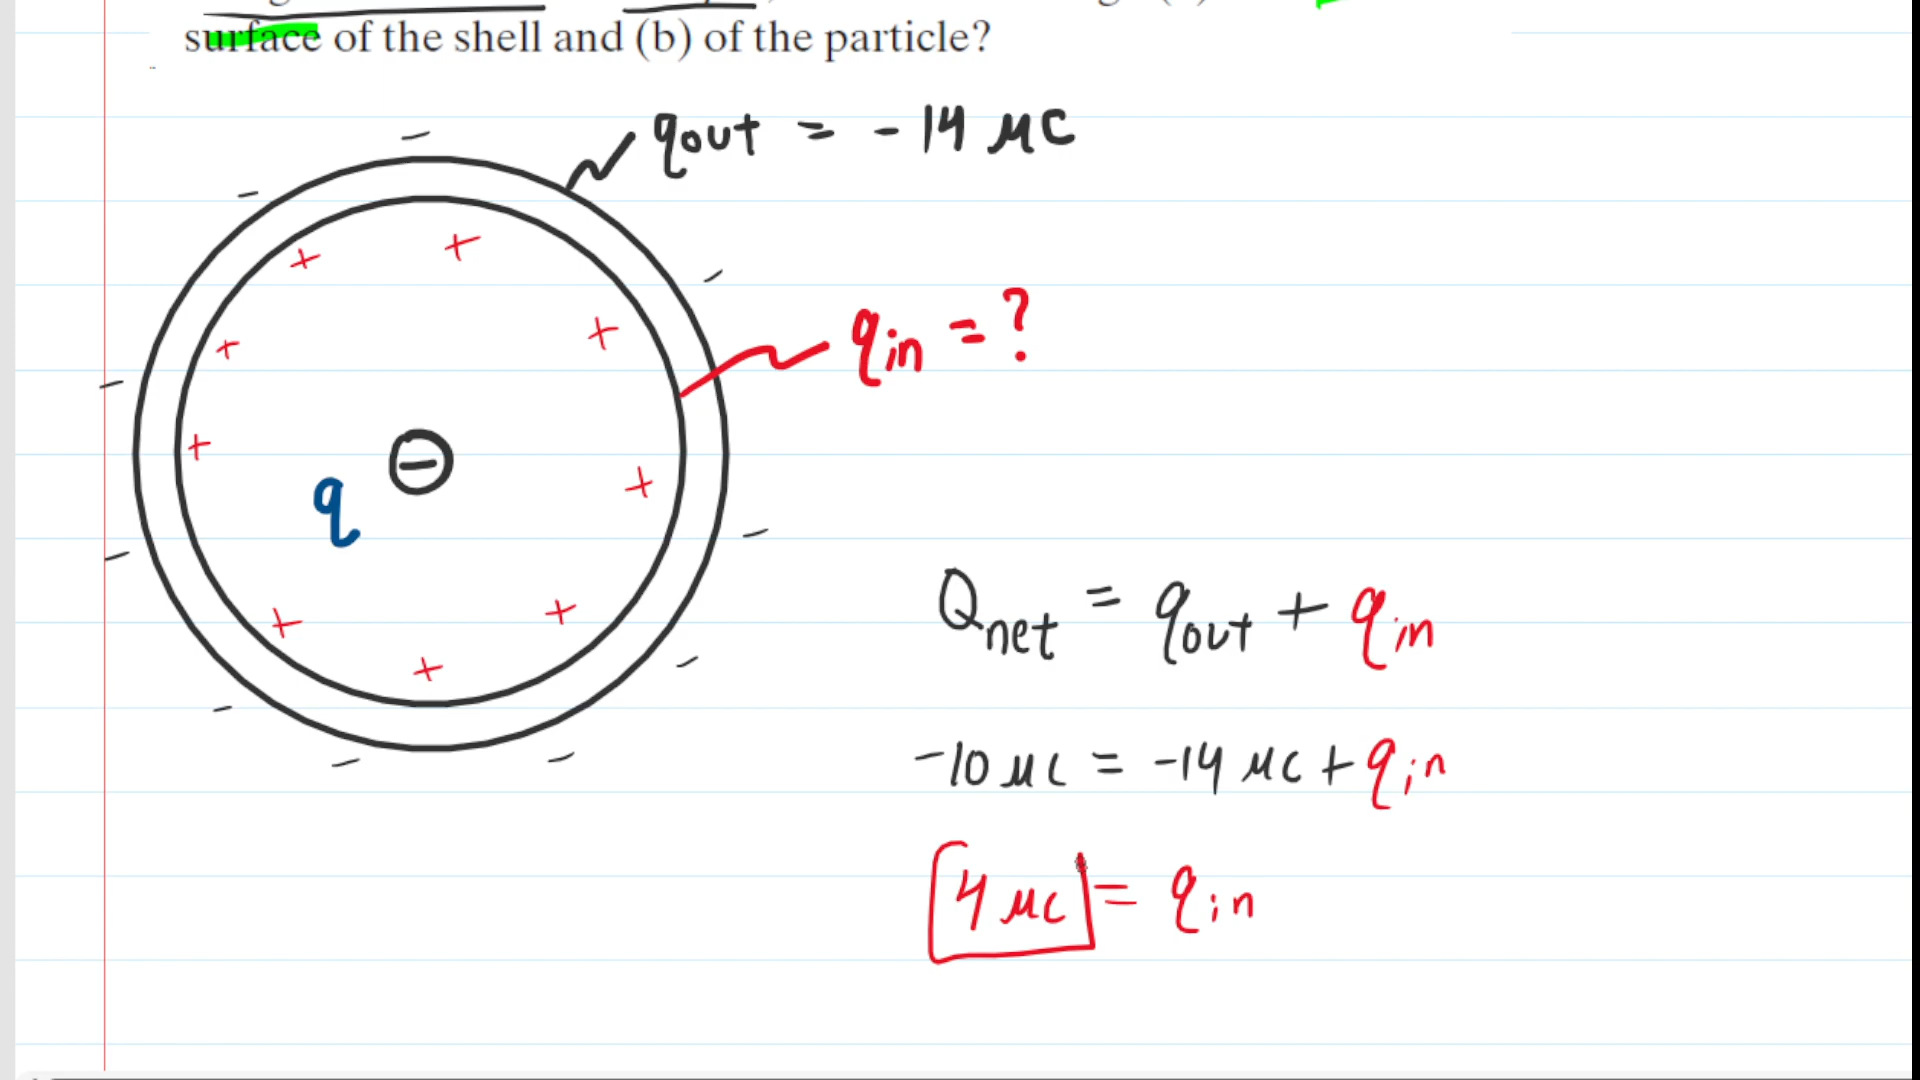 surface of the shell and (b) of the particle?
qout = -14 μC
qin = ?
q
Qnet = qout + qin
-10 μC = -14 μC + qin
4 μC = qin